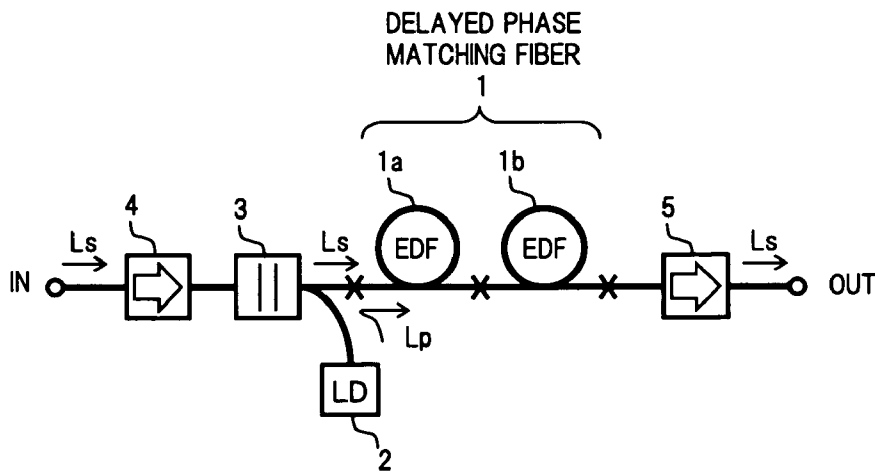 DELAYED PHASE
MATCHING FIBER
1
1a
1b
4
3
5
Ls
Ls
Ls
EDF
EDF
IN
OUT
Lp
LD
2